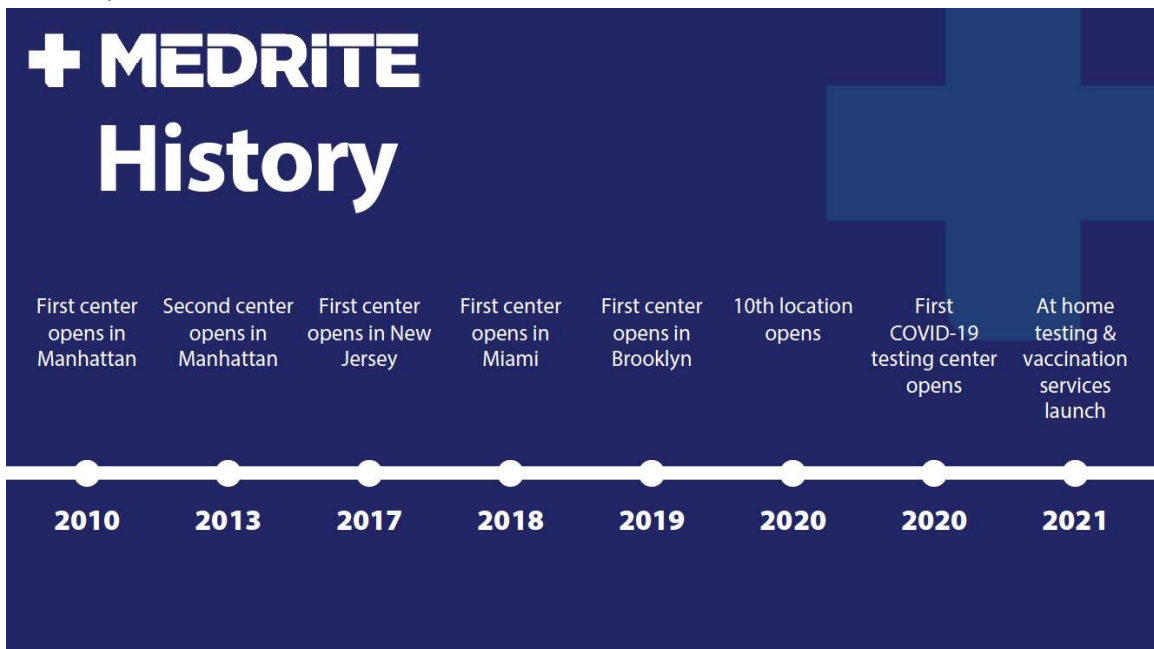 MEDRiTE
History
First center
opens in
Manhattan
Second center
opens in
Manhattan
First center
opens in New
Jersey
First center
opens in
Miami
First center
opens in
Brooklyn
10th location
opens
First
COVID-19
testing center
opens
At home
testing &
vaccination
services
launch
2010
2013
2017
2018
2019
2020
2020
2021